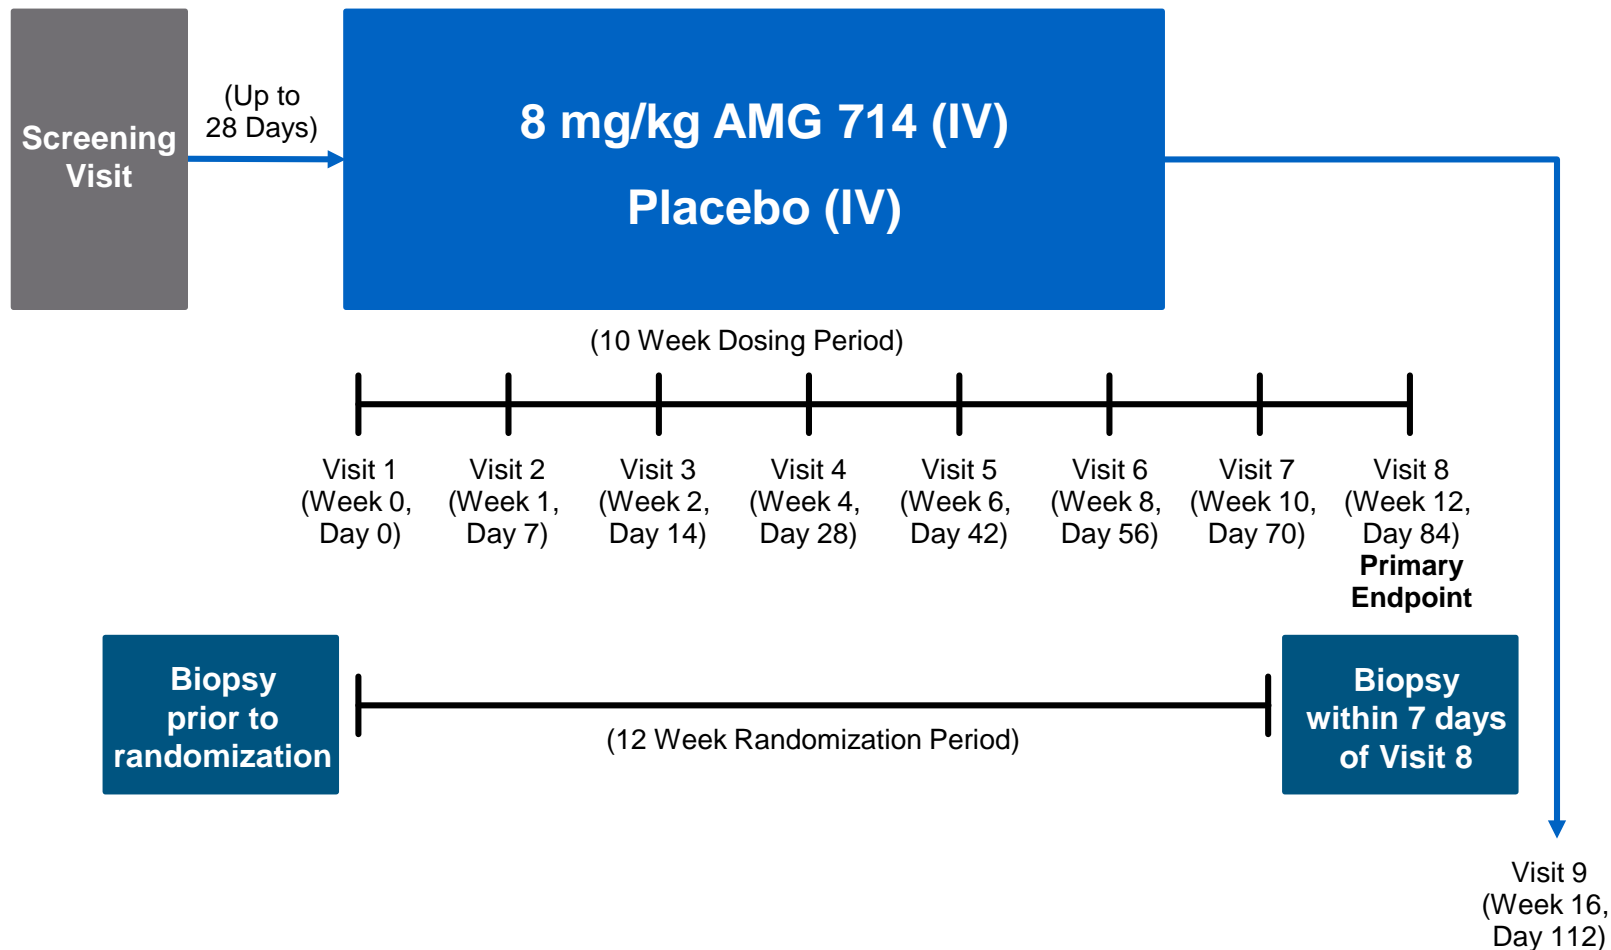 Screening
Visit
(Up to
28 Days)
8 mg/kg AMG 714 (IV)
Placebo (IV)
(10 Week Dosing Period)
Visit 1
(Week 0,
Day 0)
Visit 2
(Week 1,
Day 7)
Visit 3
(Week 2,
Day 14)
Visit 4
(Week 4,
Day 28)
Visit 5
(Week 6,
Day 42)
Visit 6
(Week 8,
Day 56)
Visit 7
(Week 10,
Day 70)
Visit 8
(Week 12,
Day 84)
Primary
Endpoint
Biopsy
prior to
randomization
(12 Week Randomization Period)
Biopsy
within 7 days
of Visit 8
Visit 9
(Week 16,
Day 112)